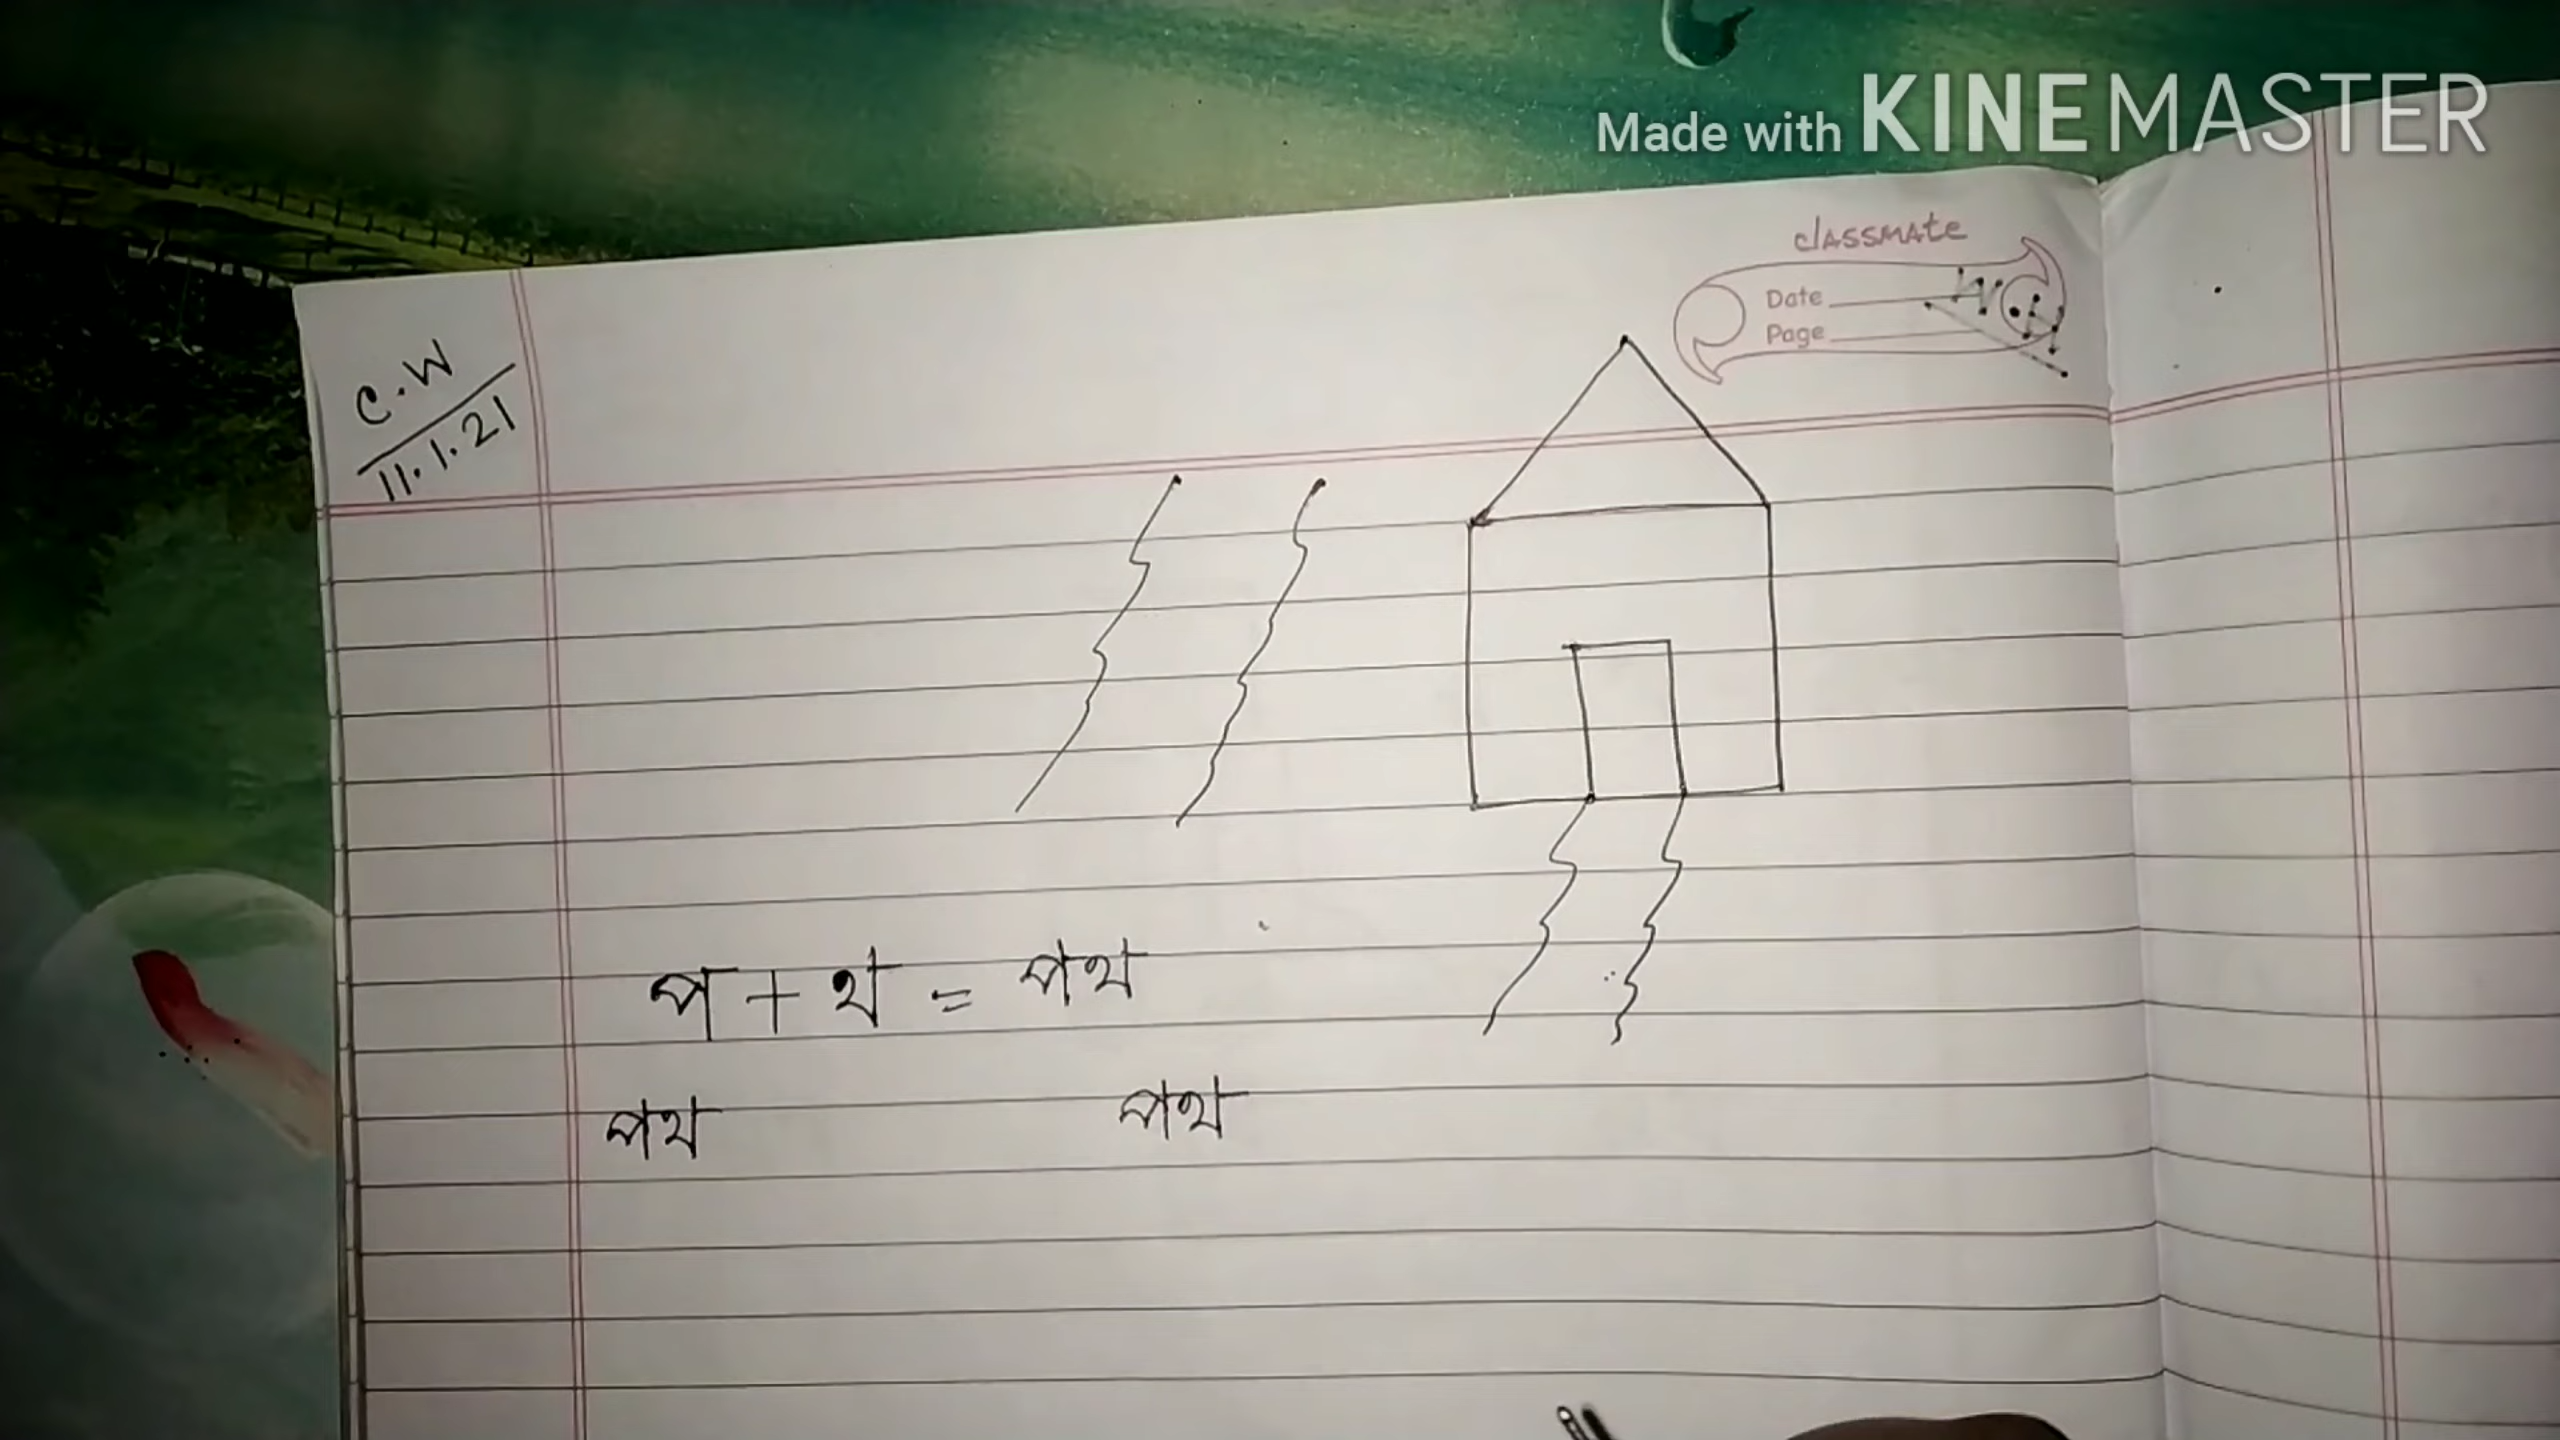 Made with KINEMASTER
classmate
Date
Page
C.W
11.1.21
প + থ = পথ
পথ পথ